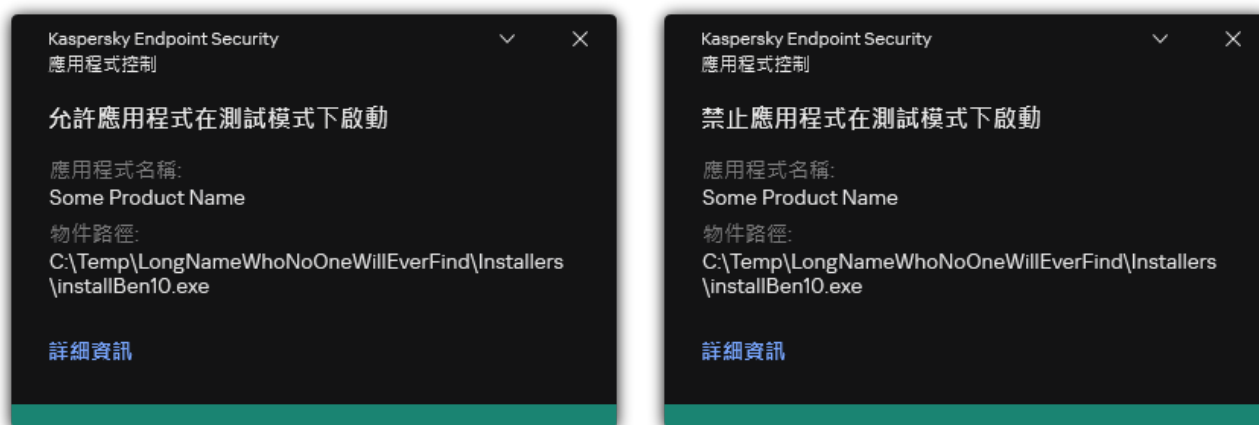 Kaspersky Endpoint Security
應用程式控制
允許應用程式在測試模式下啟動
應用程式名稱:
Some Product Name
物件路徑:
C:\Temp\LongNameWhoNoOneWillEverFind\Installers
\installBen10.exe
詳細資訊
Kaspersky Endpoint Security
應用程式控制
禁止應用程式在測試模式下啟動
應用程式名稱:
Some Product Name
物件路徑:
C:\Temp\LongNameWhoNoOneWillEverFind\Installers
\installBen10.exe
詳細資訊